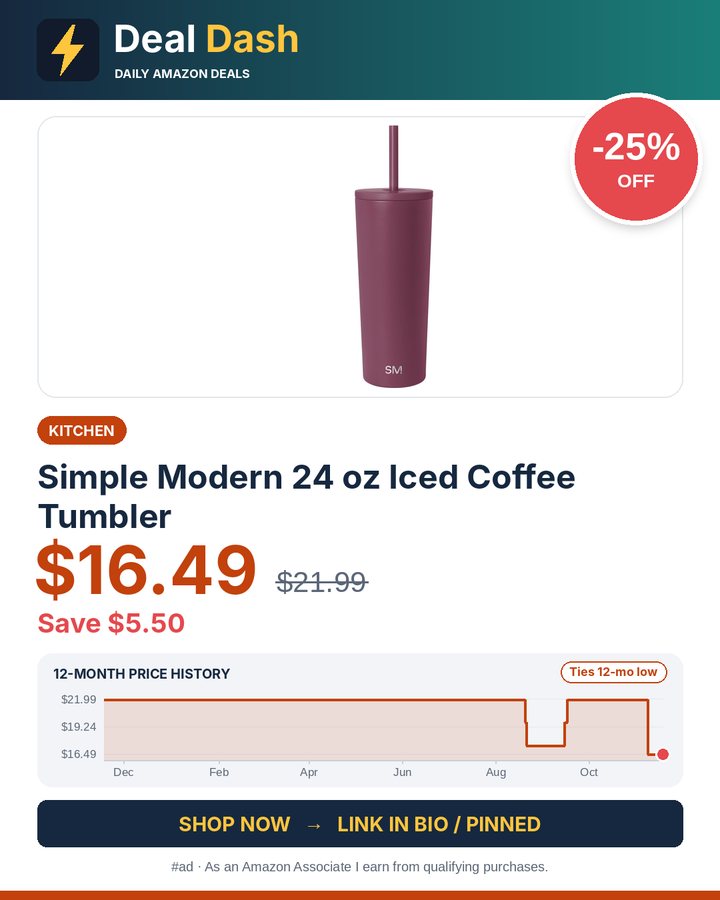 Deal Dash
DAILY AMAZON DEALS
-25%
OFF
SM
KITCHEN
Simple Modern 24 oz Iced Coffee
Tumbler
$16.49 $21.99
Save $5.50
12-MONTH PRICE HISTORY
Ties 12-mo low
$21.99
$19.24
$16.49
Dec Feb Apr Jun Aug Oct
SHOP NOW → LINK IN BIO / PINNED
#ad · As an Amazon Associate I earn from qualifying purchases.